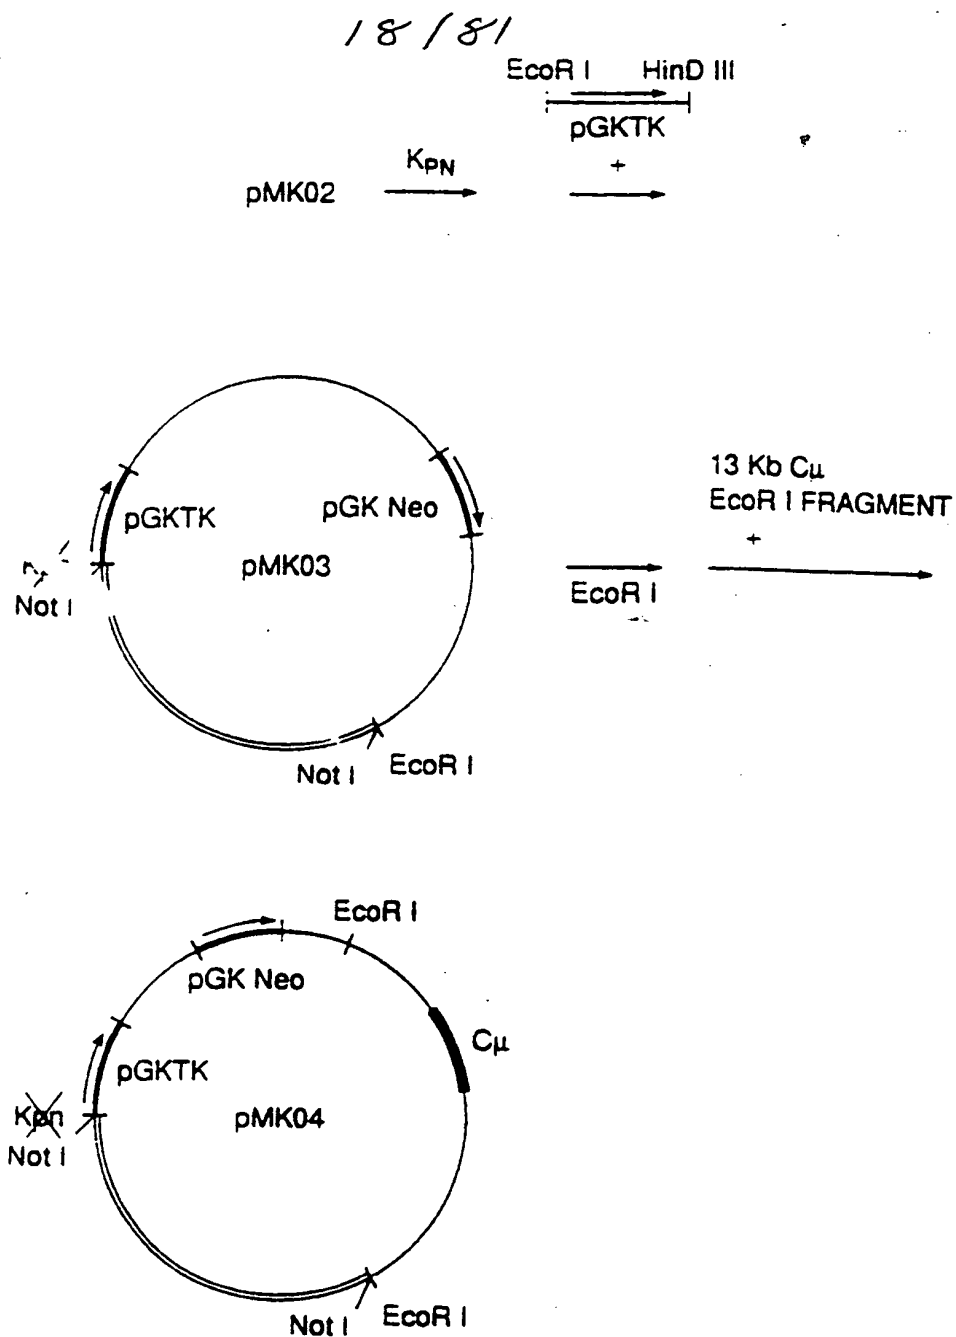 18/81
EcoR I HinD III
pGKTK
+
pMK02
KPN
pGKTK
pGK Neo
pMK03
Not I
Not I
EcoR I
EcoR I
13 Kb Cμ
EcoR I FRAGMENT
+
EcoR I
pGK Neo
pGKTK
Cμ
Kpn
Not I
pMK04
Not I
EcoR I